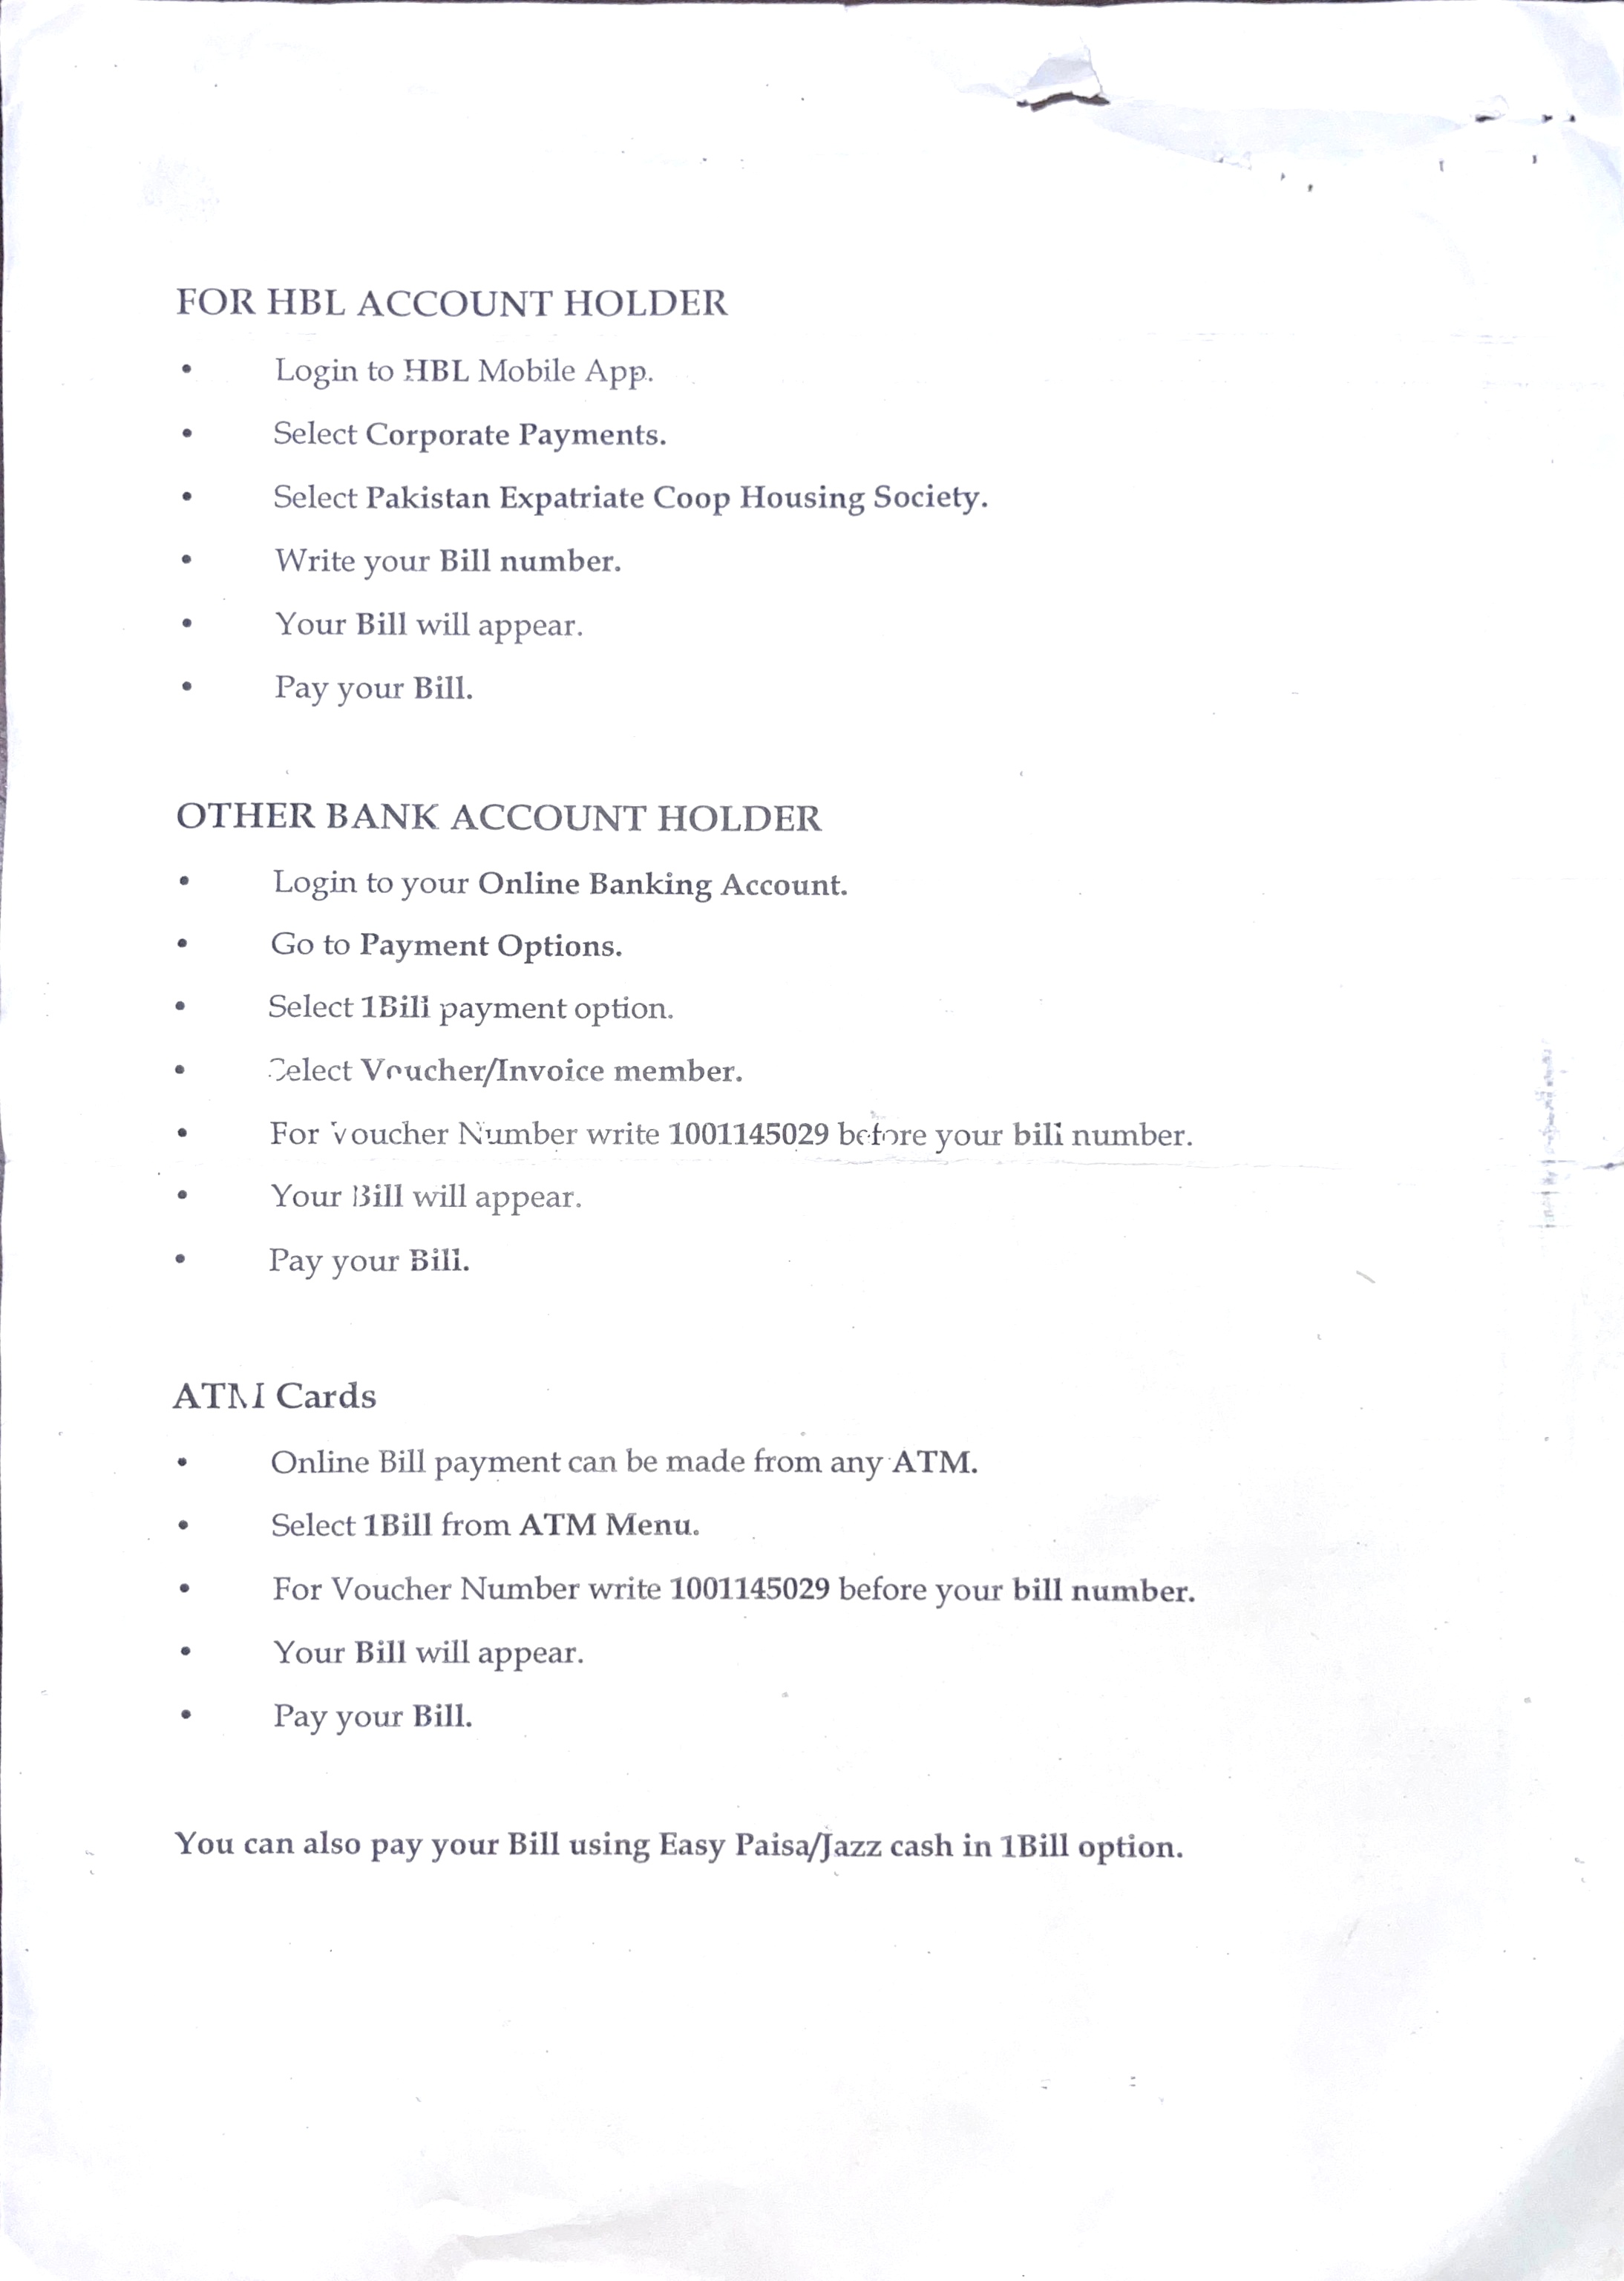 FOR HBL ACCOUNT HOLDER
• Login to HBL Mobile App.
• Select Corporate Payments.
• Select Pakistan Expatriate Coop Housing Society.
• Write your Bill number.
• Your Bill will appear.
• Pay your Bill.
OTHER BANK ACCOUNT HOLDER
• Login to your Online Banking Account.
• Go to Payment Options.
• Select 1Bill payment option.
• Select Voucher/Invoice member.
• For Voucher Number write 1001145029 before your bill number.
• Your Bill will appear.
• Pay your Bill.
ATM Cards
• Online Bill payment can be made from any ATM.
• Select 1Bill from ATM Menu.
• For Voucher Number write 1001145029 before your bill number.
• Your Bill will appear.
• Pay your Bill.
You can also pay your Bill using Easy Paisa/Jazz cash in 1Bill option.